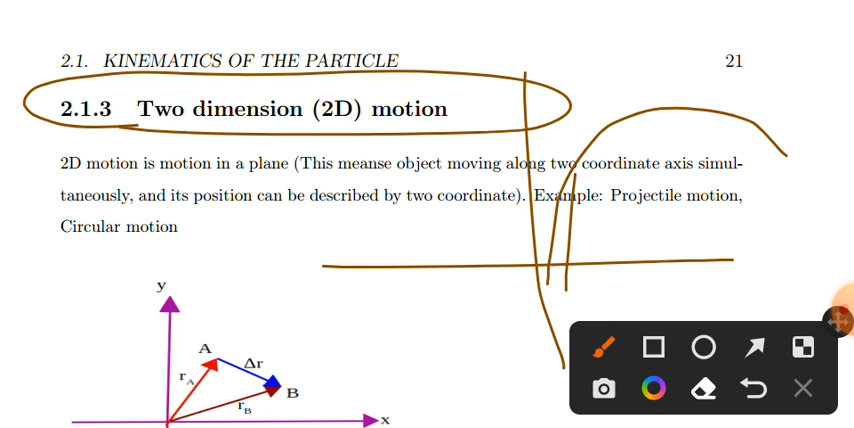 2.1. KINEMATICS OF THE PARTICLE 21
2.1.3 Two dimension (2D) motion
2D motion is motion in a plane (This meanse object moving along two coordinate axis simul-
taneously, and its position can be described by two coordinate). Example: Projectile motion,
Circular motion
y
A
Δr
r_A
B
r_B
x